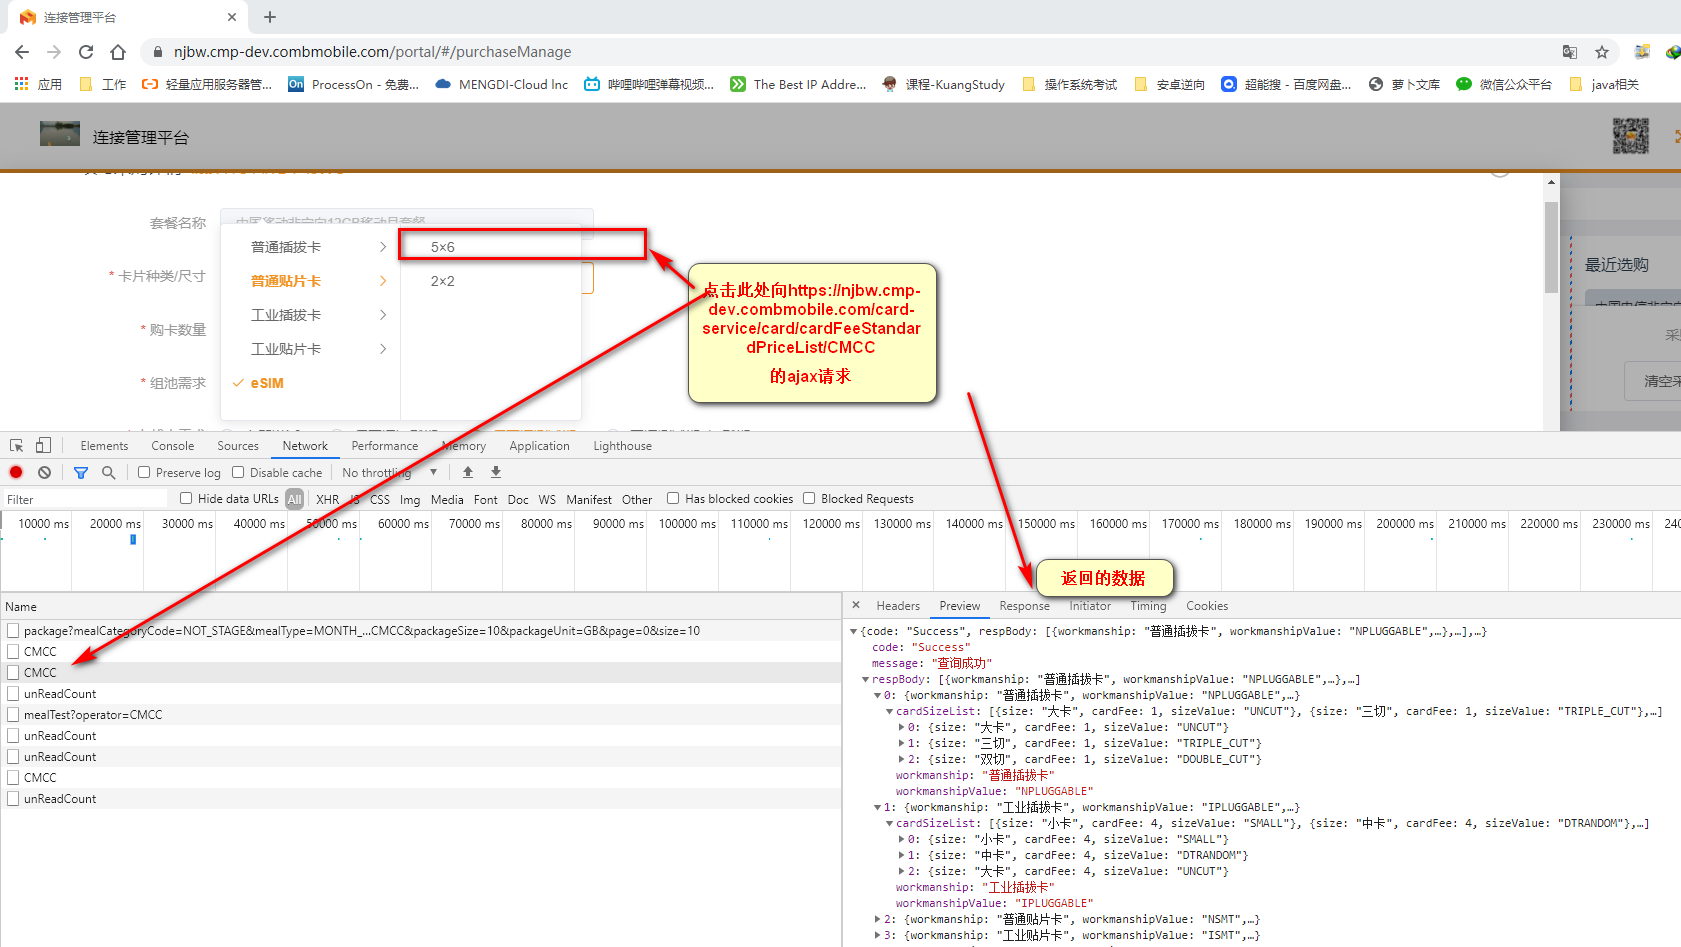 连接管理平台
njbw.cmp-dev.combmobile.com/portal/#/purchaseManage
应用 工作 轻量应用服务器管... ProcessOn - 免费... MENGDI-Cloud Inc 哔哩哔哩弹幕视频... The Best IP Addre... 课程-KuangStudy 操作系统考试 安卓逆向 超能搜 - 百度网盘... 萝卜文库 微信公众平台 java相关
连接管理平台
套餐名称
* 卡片种类/尺寸
* 购卡数量
* 组池需求
普通插拔卡
普通贴片卡
工业插拔卡
工业贴片卡
eSIM
5×6
2×2
点击此处向https://njbw.cmp-
dev.combmobile.com/card-
service/card/cardFeeStandar
dPriceList/CMCC
的ajax请求
最近选购
清空采
Elements Console Sources Network Performance Memory Application Lighthouse
Preserve log Disable cache No throttling
Filter Hide data URLs All XHR JS CSS Img Media Font Doc WS Manifest Other Has blocked cookies Blocked Requests
10000 ms 20000 ms 30000 ms 40000 ms 50000 ms 60000 ms 70000 ms 80000 ms 90000 ms 100000 ms 110000 ms 120000 ms 130000 ms 140000 ms 150000 ms 160000 ms 170000 ms 180000 ms 190000 ms 200000 ms 210000 ms 220000 ms 230000 ms 240
返回的数据
Name
package?mealCategoryCode=NOT_STAGE&mealType=MONTH_...CMCC&packageSize=10&packageUnit=GB&page=0&size=10
CMCC
CMCC
unReadCount
mealTest?operator=CMCC
unReadCount
unReadCount
CMCC
unReadCount
Headers Preview Response Initiator Timing Cookies
{code: "Success", respBody: [{workmanship: "普通插拔卡", workmanshipValue: "NPLUGGABLE",…},…],…}
code: "Success"
message: "查询成功"
respBody: [{workmanship: "普通插拔卡", workmanshipValue: "NPLUGGABLE",…},…]
0: {workmanship: "普通插拔卡", workmanshipValue: "NPLUGGABLE",…}
cardSizeList: [{size: "大卡", cardFee: 1, sizeValue: "UNCUT"}, {size: "三切", cardFee: 1, sizeValue: "TRIPLE_CUT"},…]
0: {size: "大卡", cardFee: 1, sizeValue: "UNCUT"}
1: {size: "三切", cardFee: 1, sizeValue: "TRIPLE_CUT"}
2: {size: "双切", cardFee: 1, sizeValue: "DOUBLE_CUT"}
workmanship: "普通插拔卡"
workmanshipValue: "NPLUGGABLE"
1: {workmanship: "工业插拔卡", workmanshipValue: "IPLUGGABLE",…}
cardSizeList: [{size: "小卡", cardFee: 4, sizeValue: "SMALL"}, {size: "中卡", cardFee: 4, sizeValue: "DTRANDOM"},…]
0: {size: "小卡", cardFee: 4, sizeValue: "SMALL"}
1: {size: "中卡", cardFee: 4, sizeValue: "DTRANDOM"}
2: {size: "大卡", cardFee: 4, sizeValue: "UNCUT"}
workmanship: "工业插拔卡"
workmanshipValue: "IPLUGGABLE"
2: {workmanship: "普通贴片卡", workmanshipValue: "NSMT",…}
3: {workmanship: "工业贴片卡", workmanshipValue: "ISMT",…}